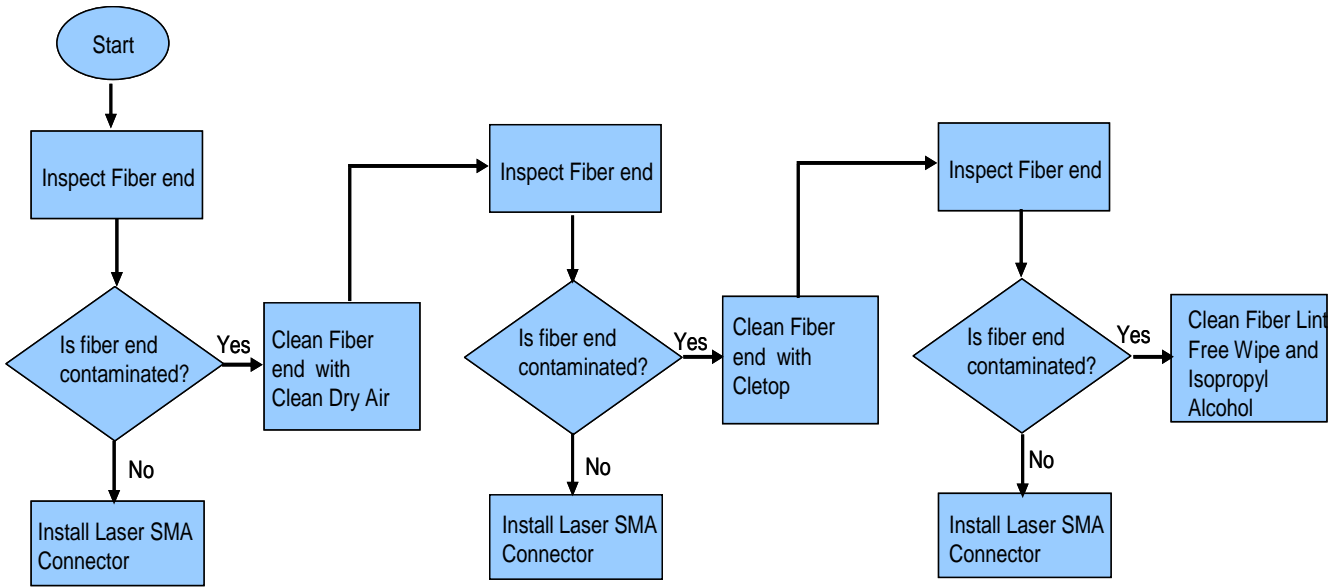 Start
Inspect Fiber end
Is fiber end
contaminated?
Yes
No
Install Laser SMA
Connector
Clean Fiber
end with
Clean Dry Air
Inspect Fiber end
Is fiber end
contaminated?
Yes
No
Install Laser SMA
Connector
Clean Fiber
end with
Cletop
Inspect Fiber end
Is fiber end
contaminated?
Yes
No
Install Laser SMA
Connector
Clean Fiber Lint
Free Wipe and
Isopropyl
Alcohol